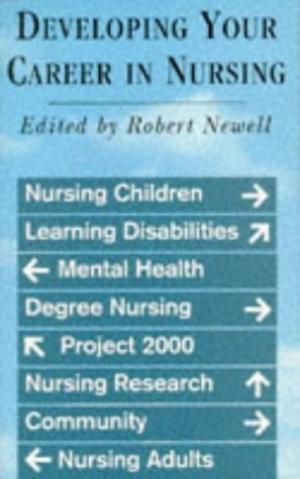 DEVELOPING YOUR
CAREER IN NURSING
Edited by Robert Newell
Nursing Children →
Learning Disabilities ↗
← Mental Health
Degree Nursing →
↖ Project 2000
Nursing Research ↑
Community →
← Nursing Adults